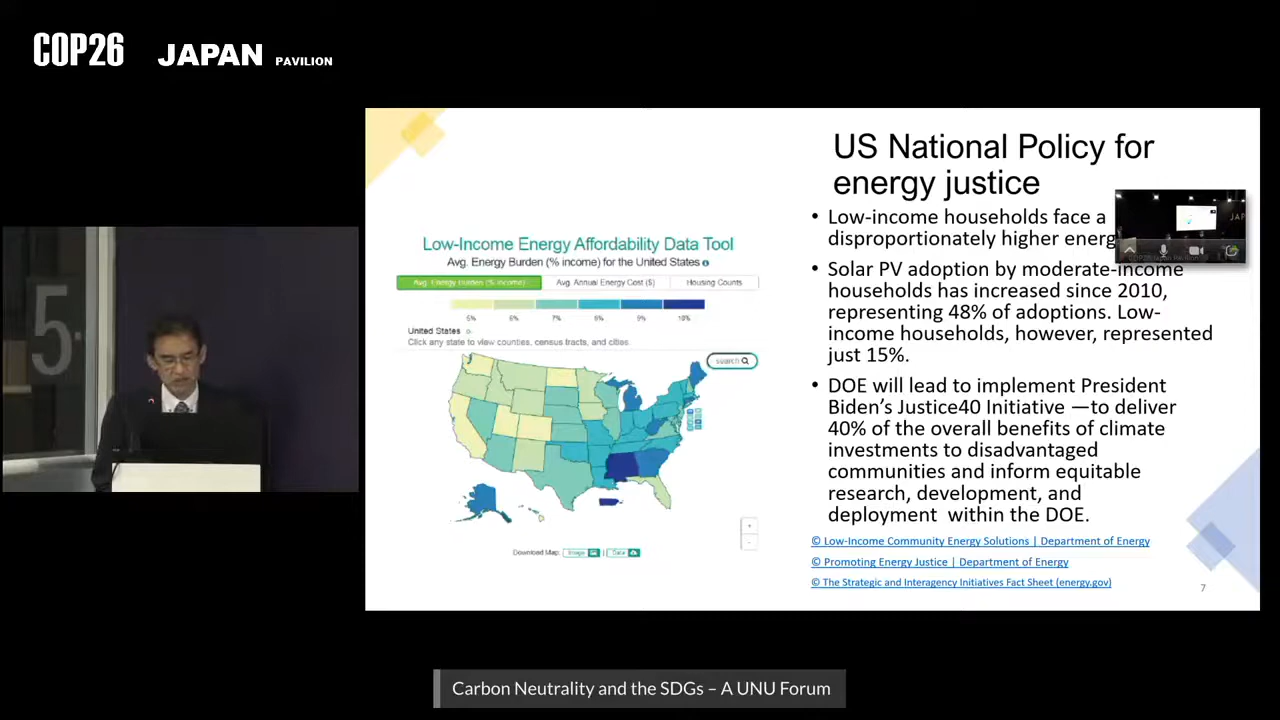 COP26 JAPAN PAVILION
5.
US National Policy for
energy justice
• Low-income households face a
disproportionately higher energ
• Solar PV adoption by moderate-income
households has increased since 2010,
representing 48% of adoptions. Low-
income households, however, represented
just 15%.
• DOE will lead to implement President
Biden's Justice40 Initiative —to deliver
40% of the overall benefits of climate
investments to disadvantaged
communities and inform equitable
research, development, and
deployment within the DOE.
© Low-Income Community Energy Solutions | Department of Energy
© Promoting Energy Justice | Department of Energy
© The Strategic and Interagency Initiatives Fact Sheet (energy.gov)
7
Low-Income Energy Affordability Data Tool
Avg. Energy Burden (% income) for the United States
Avg. Energy Burden (% income) Avg. Annual Energy Cost ($) Housing Counts
United States
Click any state to view counties, census tracts, and cities.
search
Download Map: Image | Data
JAP
Carbon Neutrality and the SDGs – A UNU Forum